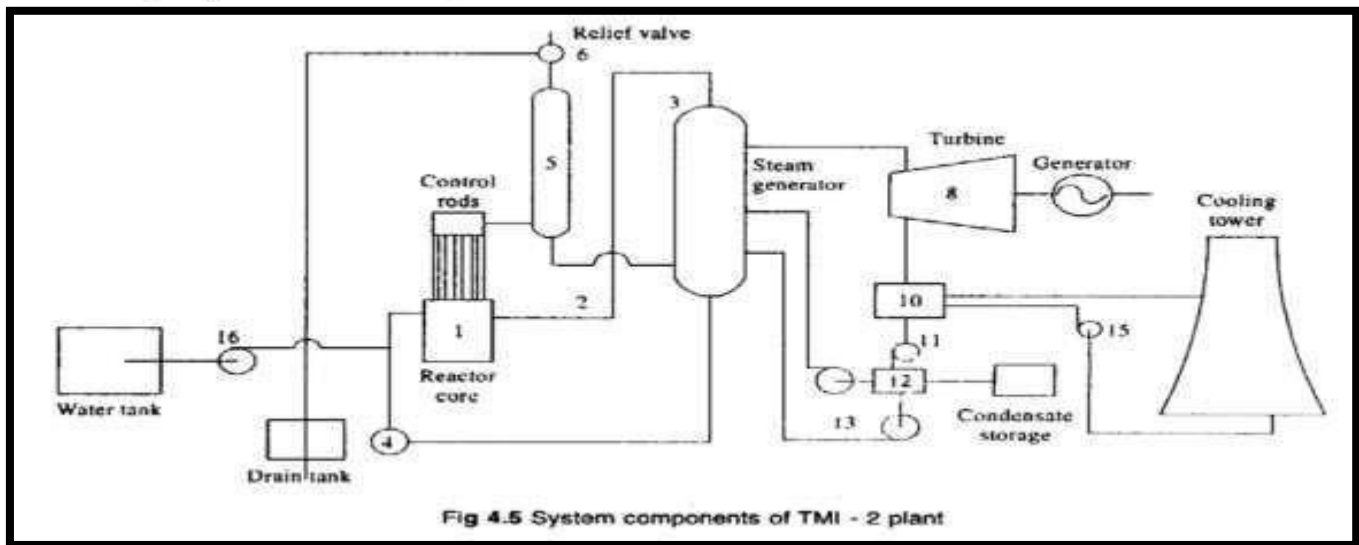 Relief valve
6
3
Turbine
5
Steam
generator
Generator
Control
rods
8
Cooling
tower
2
10
16
1
11
15
Reactor
core
12
Water tank
13
Condensate
storage
4
Drain tank
Fig 4.5 System components of TMI - 2 plant